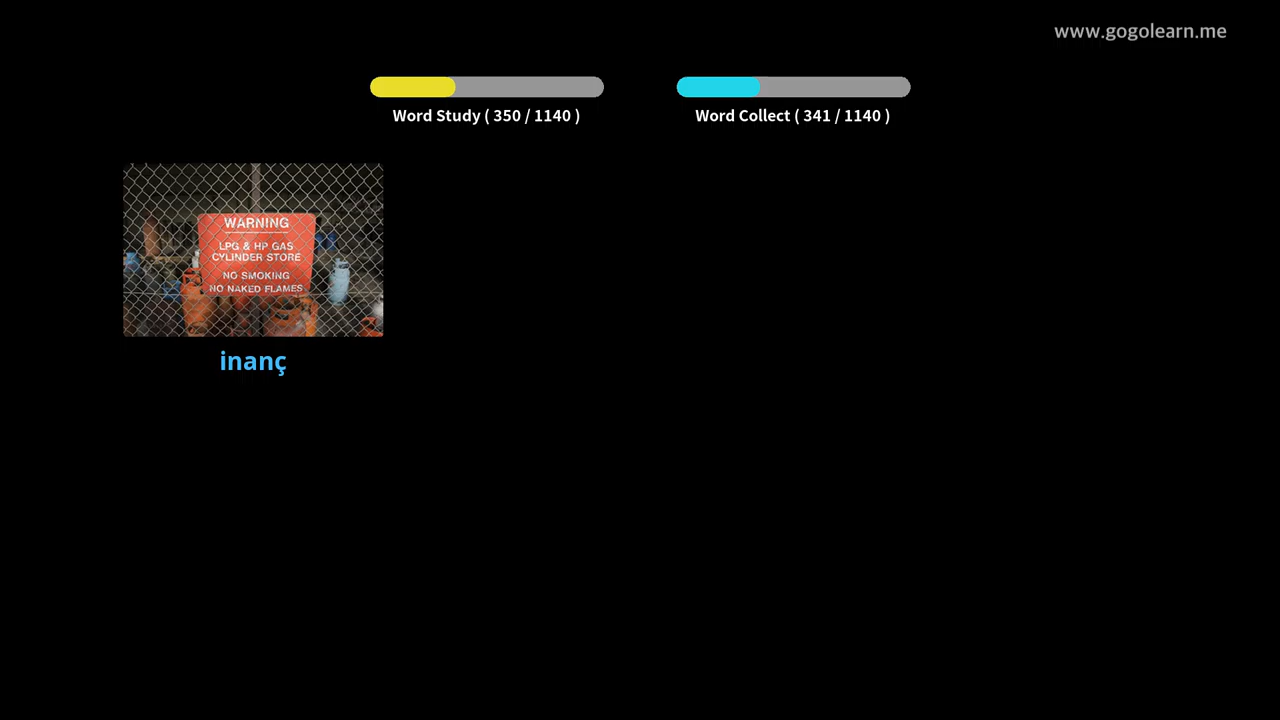 www.gogolearn.me
Word Study ( 350 / 1140 )
Word Collect ( 341 / 1140 )
WARNING
LPG & HP GAS
CYLINDER STORE
NO SMOKING
NO NAKED FLAMES
inanç